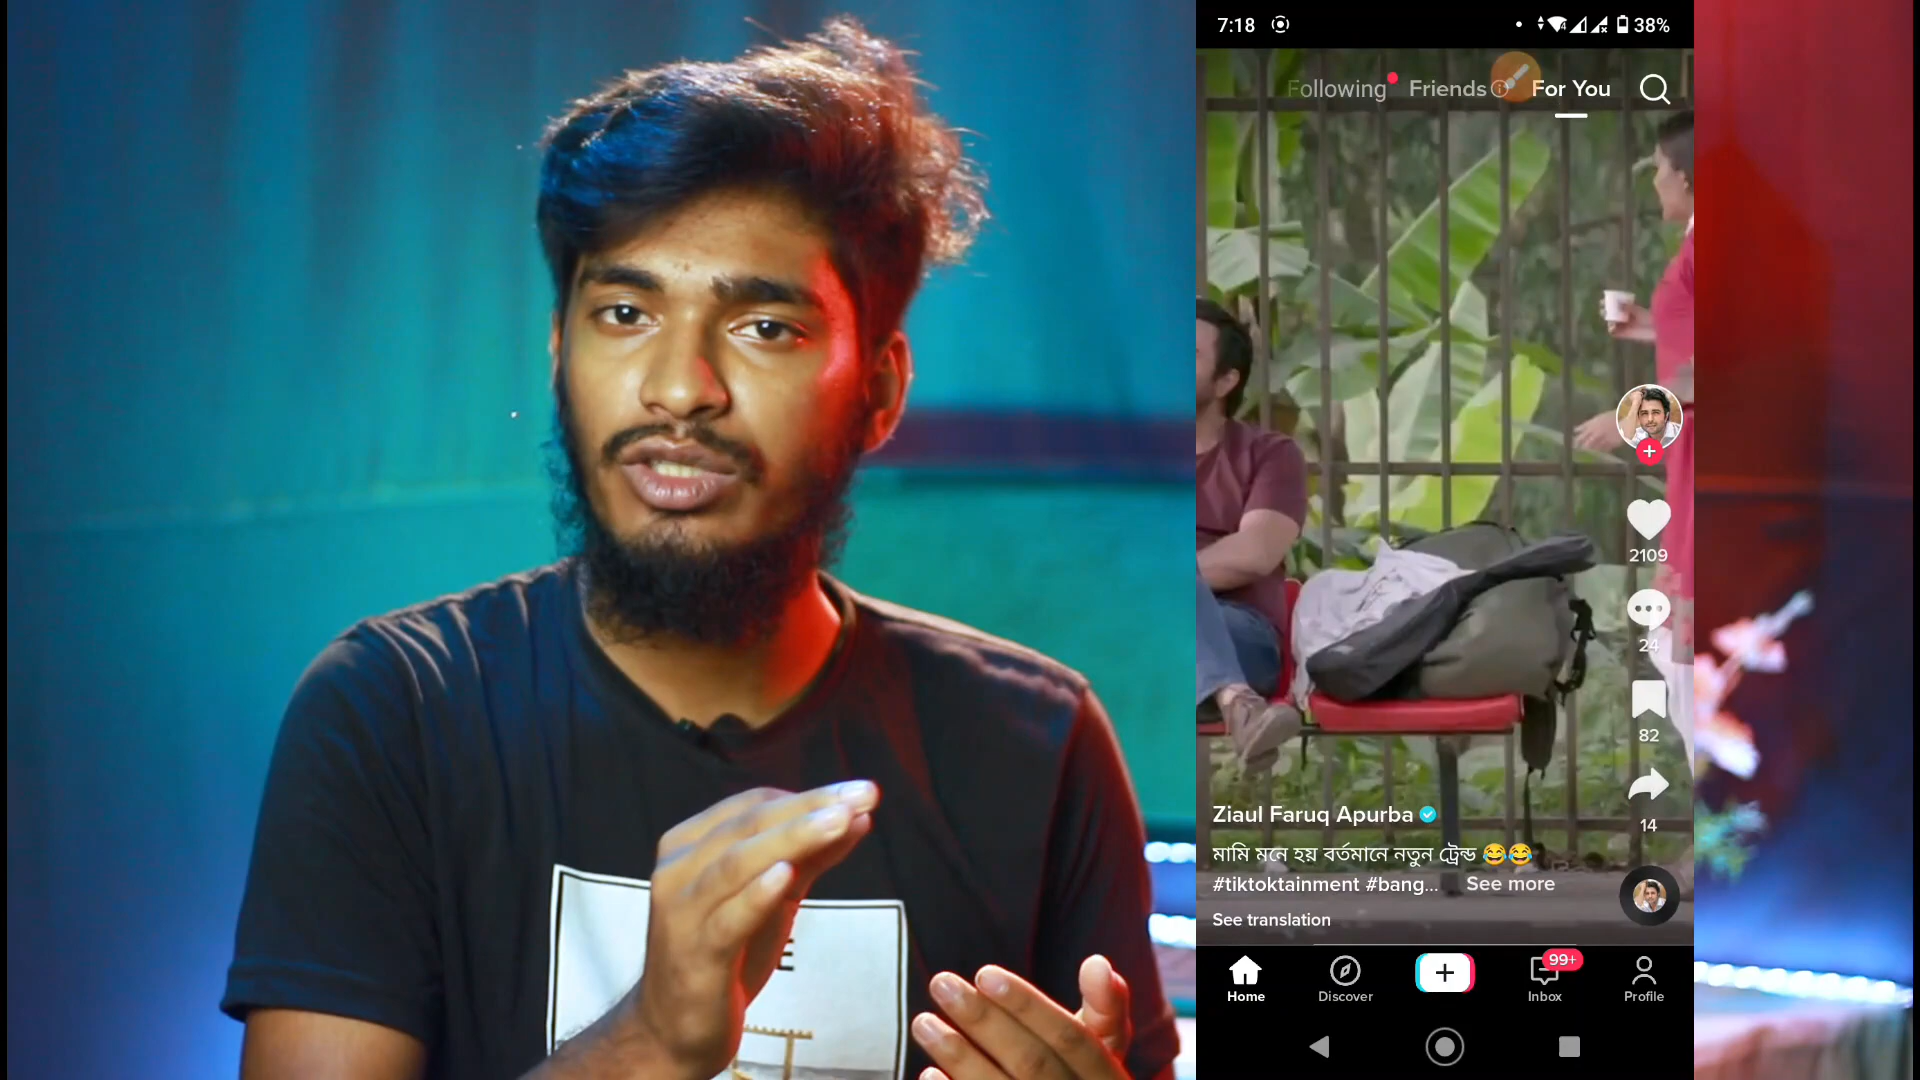 7:18
38%
Following Friends For You
2109
24
82
14
Ziaul Faruq Apurba
মামি মনে হয় বর্তমানে নতুন ট্রেন্ড 😂😂
#tiktoktainment #bang... See more
See translation
99+
Home Discover Inbox Profile